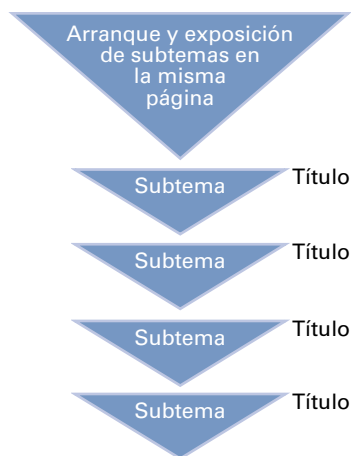 Arranque y exposición
de subtemas en
la misma
página
Subtema
Título
Subtema
Título
Subtema
Título
Subtema
Título